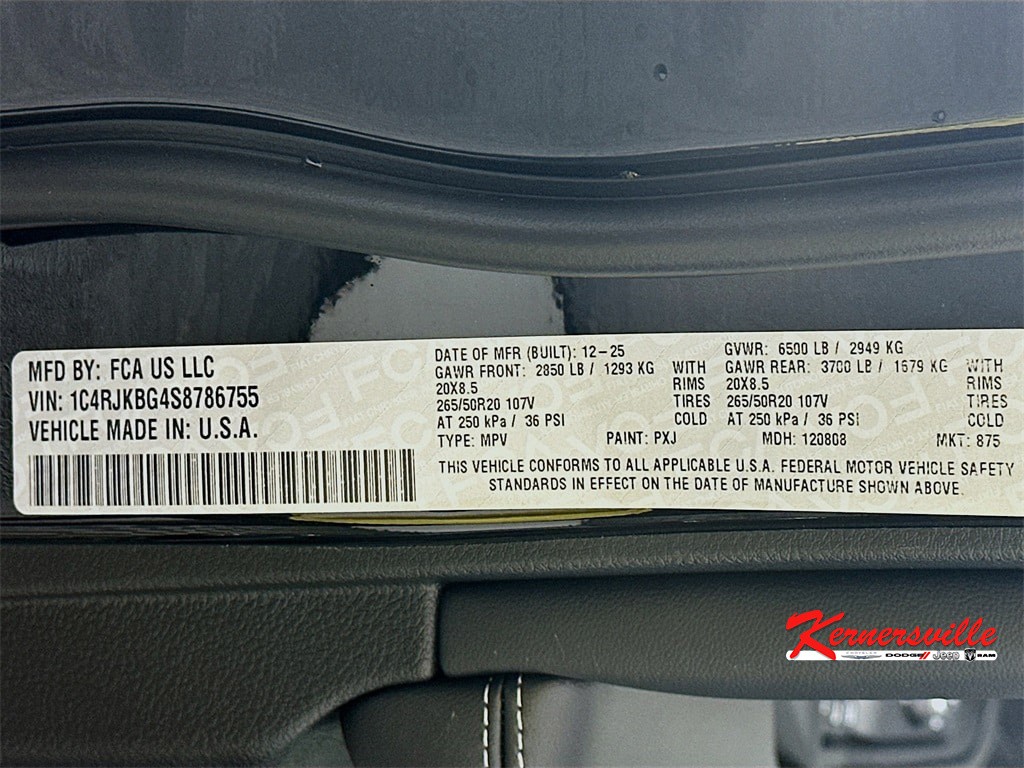 MFD BY: FCA US LLC
VIN: 1C4RJKBG4S8786755
VEHICLE MADE IN: U.S.A.
DATE OF MFR (BUILT): 12-25
GAWR FRONT: 2850 LB / 1293 KG WITH
20X8.5 RIMS
265/50R20 107V TIRES
AT 250 kPa / 36 PSI COLD
TYPE: MPV PAINT: PXJ
GVWR: 6500 LB / 2949 KG
GAWR REAR: 3700 LB / 1679 KG WITH
20X8.5 RIMS
265/50R20 107V TIRES
AT 250 kPa / 36 PSI COLD
MDH: 120808 MKT: 875
THIS VEHICLE CONFORMS TO ALL APPLICABLE U.S.A. FEDERAL MOTOR VEHICLE SAFETY
STANDARDS IN EFFECT ON THE DATE OF MANUFACTURE SHOWN ABOVE.
Kernersville
CHRYSLER DODGE Jeep RAM